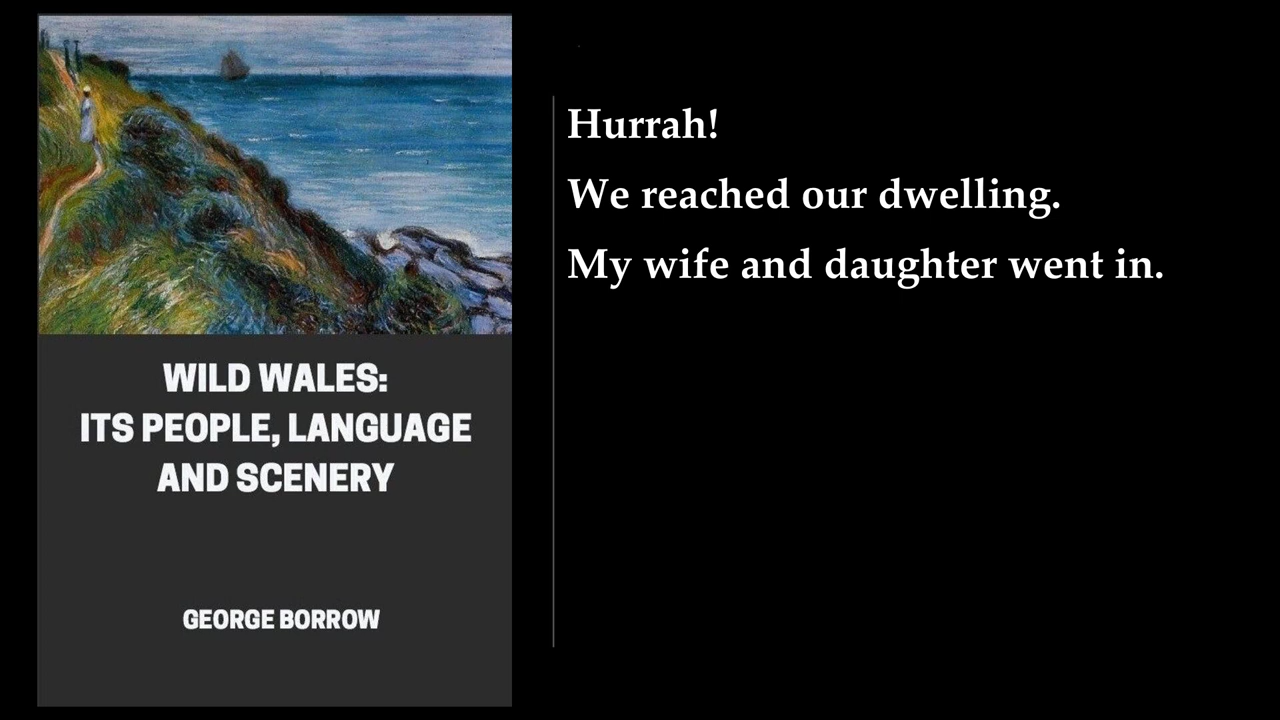 WILD WALES:
ITS PEOPLE, LANGUAGE
AND SCENERY
GEORGE BORROW
Hurrah!
We reached our dwelling.
My wife and daughter went in.